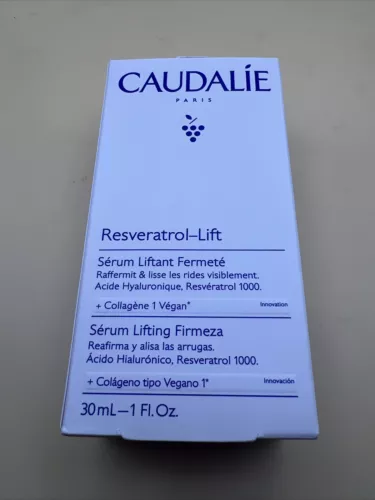 CAUDALÍE
PARIS
Resveratrol–Lift
Sérum Liftant Fermeté
Raffermit & lisse les rides visiblement.
Acide Hyaluronique, Resvératrol 1000.
+ Collagène 1 Végan* Innovation
Sérum Lifting Firmeza
Reafirma y alisa las arrugas.
Ácido Hialurónico, Resveratrol 1000.
+ Colágeno tipo Vegano 1* Innovación
30mL–1 Fl.Oz.